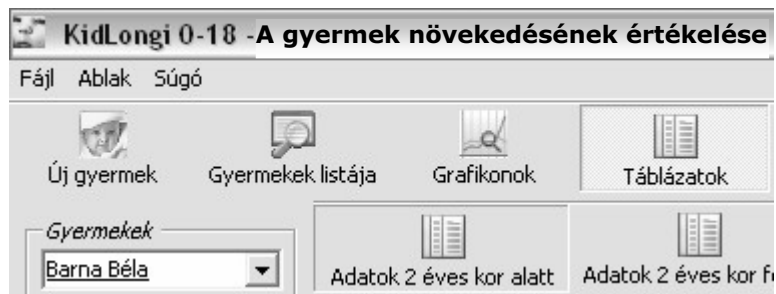 KidLongi 0-18 - A gyermek növekedésének értékelése
Fájl Ablak Súgó
Új gyermek Gyermekek listája Grafikonok Táblázatok
Gyermekek
Barna Béla
Adatok 2 éves kor alatt Adatok 2 éves kor